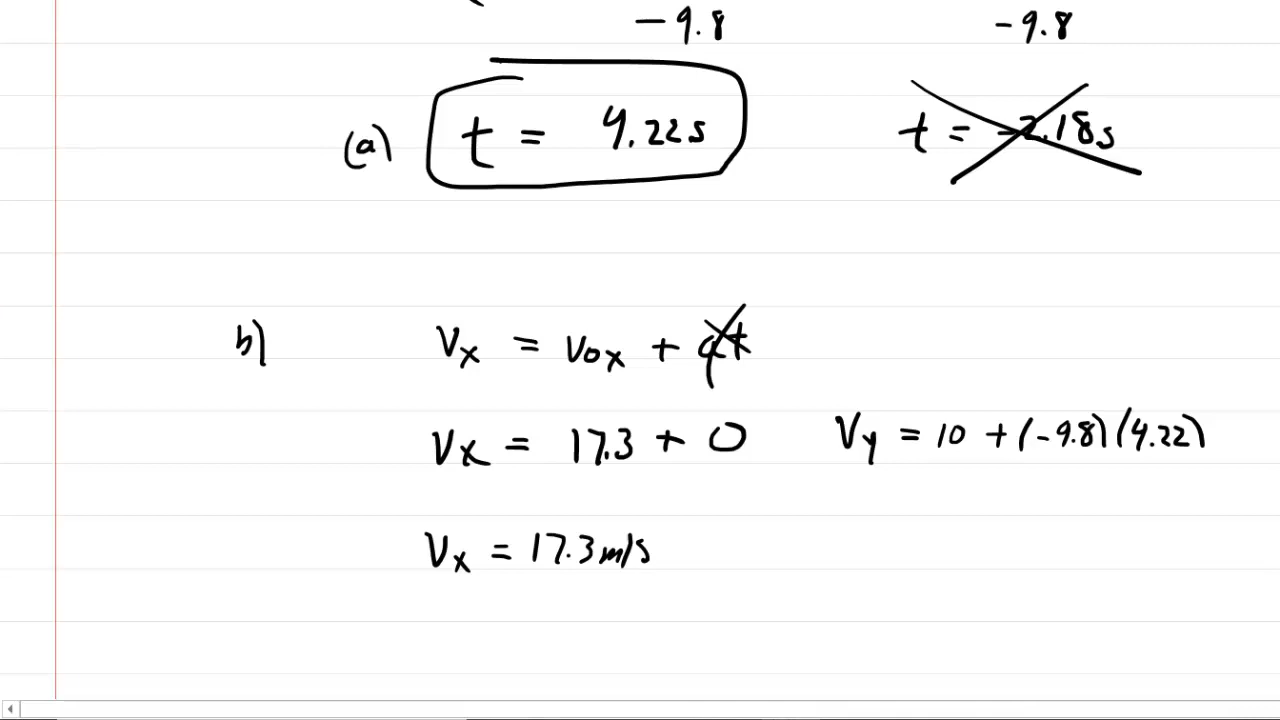 -9.8 -9.8
(a) t = 4.22s t = -2.18s
b) Vx = Vox + at
Vx = 17.3 + 0 Vy = 10 + (-9.8)(4.22)
Vx = 17.3 m/s